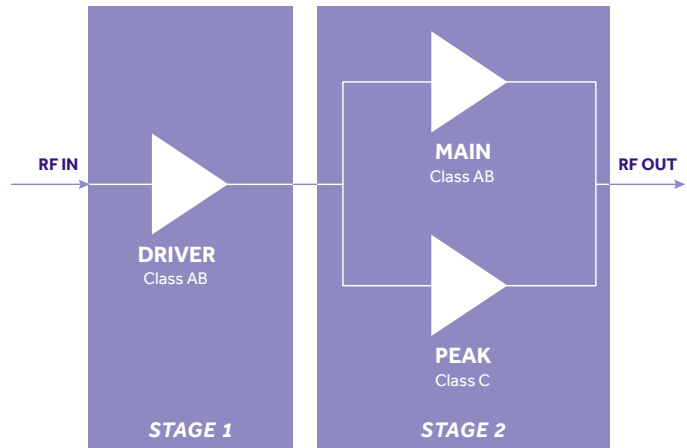 RF IN
DRIVER
Class AB
STAGE 1
MAIN
Class AB
PEAK
Class C
STAGE 2
RF OUT